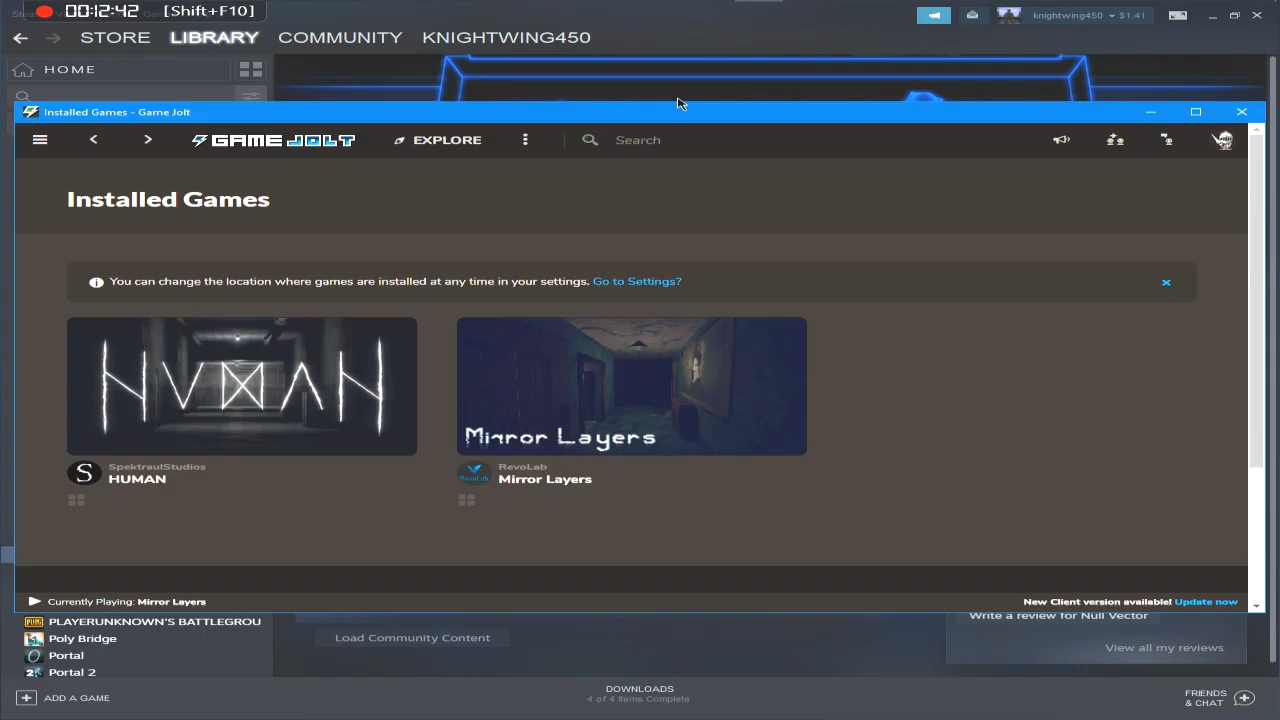 00:12:42 [Shift+F10]
knightwing450 $1.41
STORE LIBRARY COMMUNITY KNIGHTWING450
HOME
Installed Games - Game Jolt
GAME JOLT EXPLORE Search
Installed Games
You can change the location where games are installed at any time in your settings. Go to Settings?
HUMAN
Mirror Layers
S SpektraulStudios
HUMAN
RevoLab RevoLab
Mirror Layers
Currently Playing: Mirror Layers
New Client version available! Update now
PLAYERUNKNOWN'S BATTLEGROU
Poly Bridge
Portal
Portal 2
Load Community Content
Write a review for Null Vector
View all my reviews
ADD A GAME
DOWNLOADS
4 of 4 Items Complete
FRIENDS
& CHAT